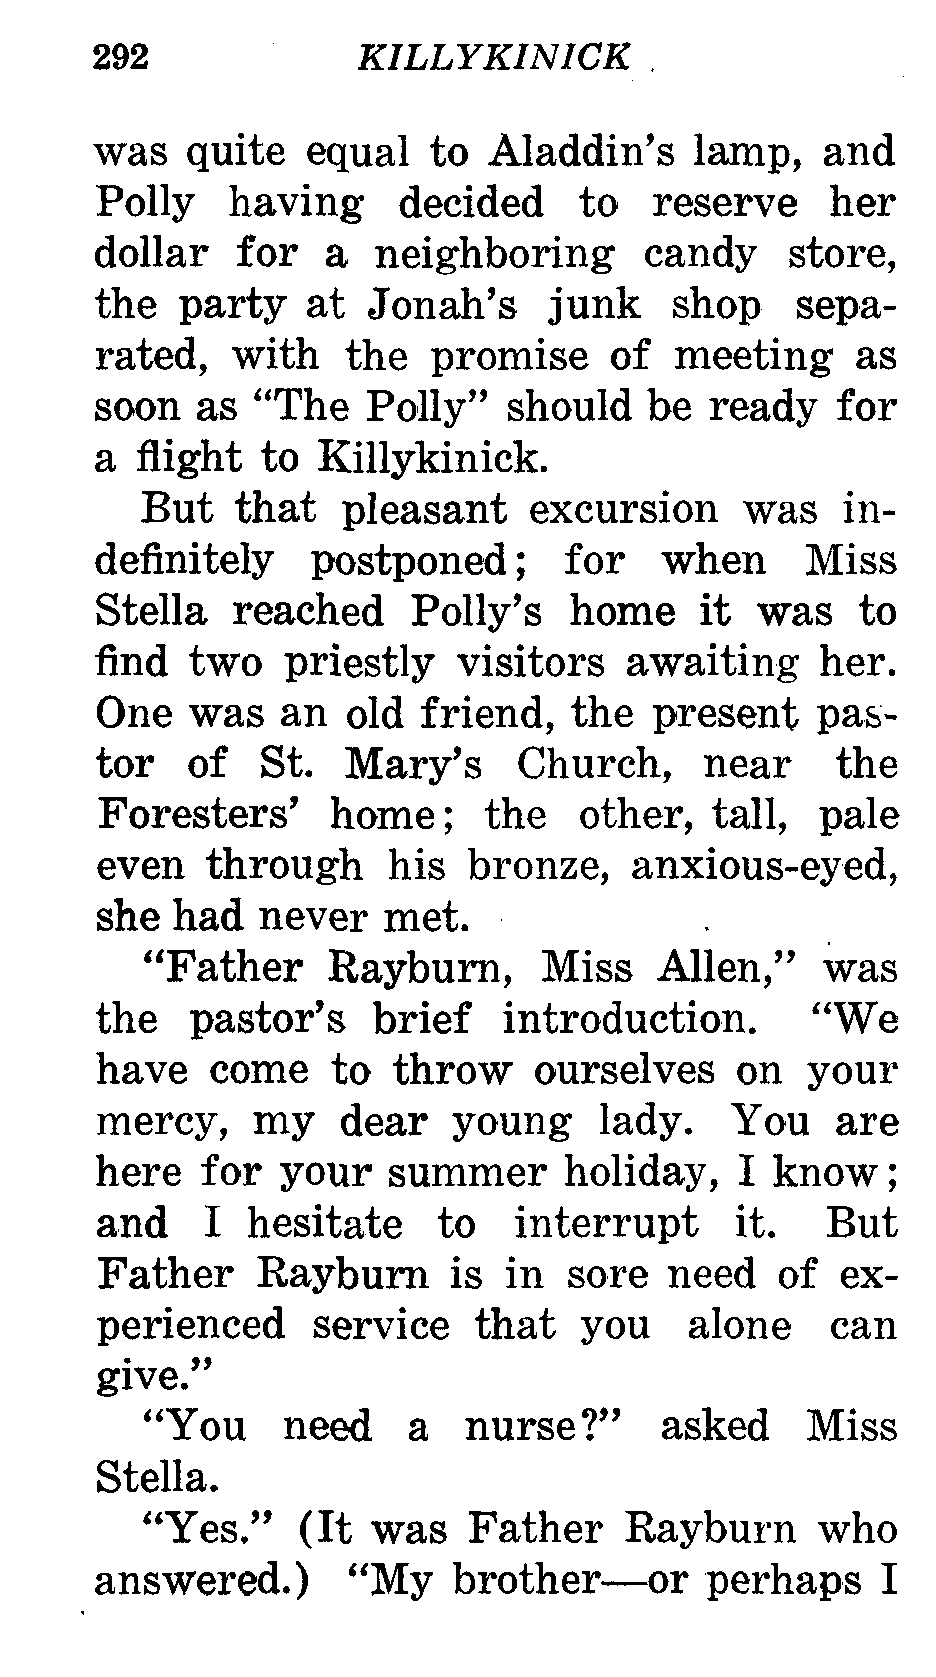 292 KILLYKINICK
was quite equal to Aladdin's lamp, and
Polly having decided to reserve her
dollar for a neighboring candy store,
the party at Jonah's junk shop sepa-
rated, with the promise of meeting as
soon as “The Polly” should be ready for
a flight to Killykinick.
But that pleasant excursion was in-
definitely postponed; for when Miss
Stella reached Polly's home it was to
find two priestly visitors awaiting her.
One was an old friend, the present pas-
tor of St. Mary's Church, near the
Foresters' home; the other, tall, pale
even through his bronze, anxious-eyed,
she had never met.
“Father Rayburn, Miss Allen,” was
the pastor's brief introduction. “We
have come to throw ourselves on your
mercy, my dear young lady. You are
here for your summer holiday, I know;
and I hesitate to interrupt it. But
Father Rayburn is in sore need of ex-
perienced service that you alone can
give.”
“You need a nurse?” asked Miss
Stella.
“Yes.” (It was Father Rayburn who
answered.) “My brother—or perhaps I